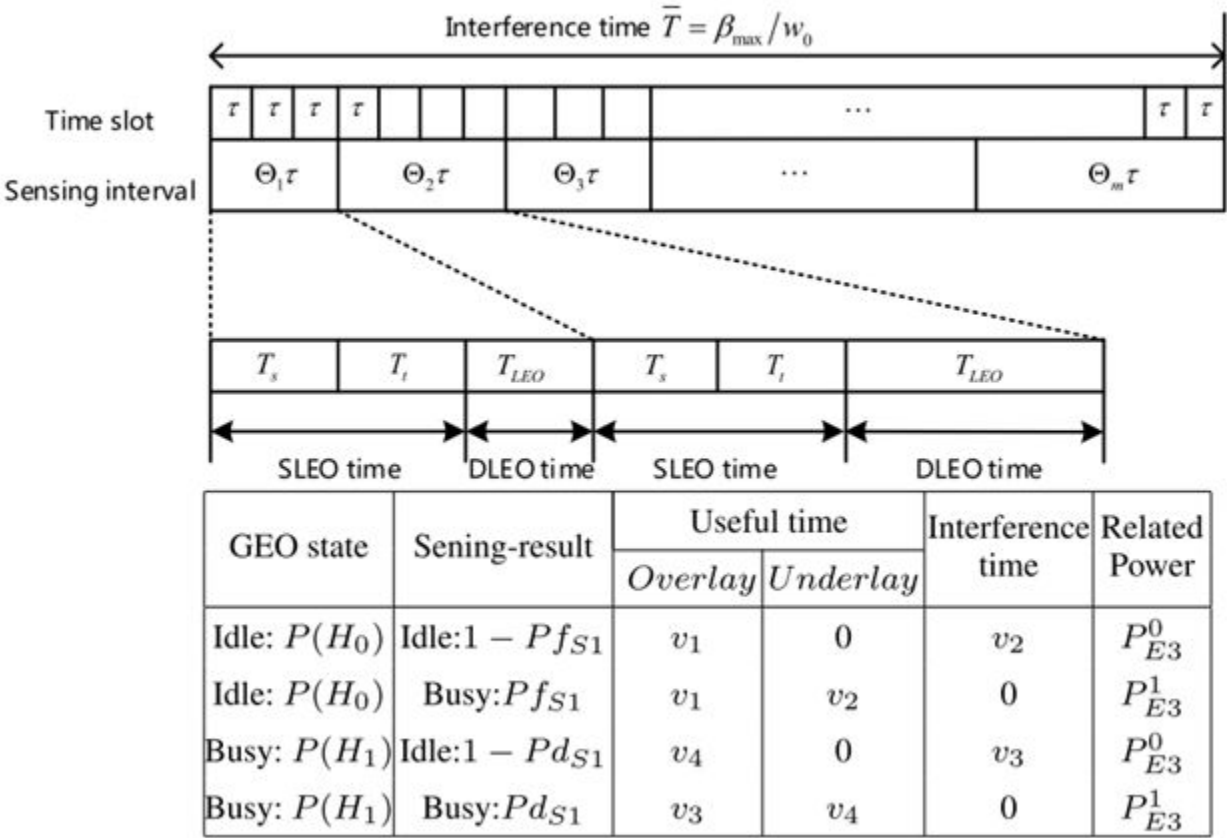 Interference time T̅ = β_max/w_0
Time slot τ τ τ τ ⋯ τ τ
Sensing interval Θ_1τ Θ_2τ Θ_3τ ⋯ Θ_mτ
T_s T_t T_LEO T_s T_t T_LEO
SLEO time DLEO time SLEO time DLEO time
GEO state Sening-result Useful time Interference time Related Power
Overlay Underlay
Idle: P(H_0) Idle:1 − Pf_S1 v_1 0 v_2 P^0_E3
Idle: P(H_0) Busy:Pf_S1 v_1 v_2 0 P^1_E3
Busy: P(H_1) Idle:1 − Pd_S1 v_4 0 v_3 P^0_E3
Busy: P(H_1) Busy:Pd_S1 v_3 v_4 0 P^1_E3